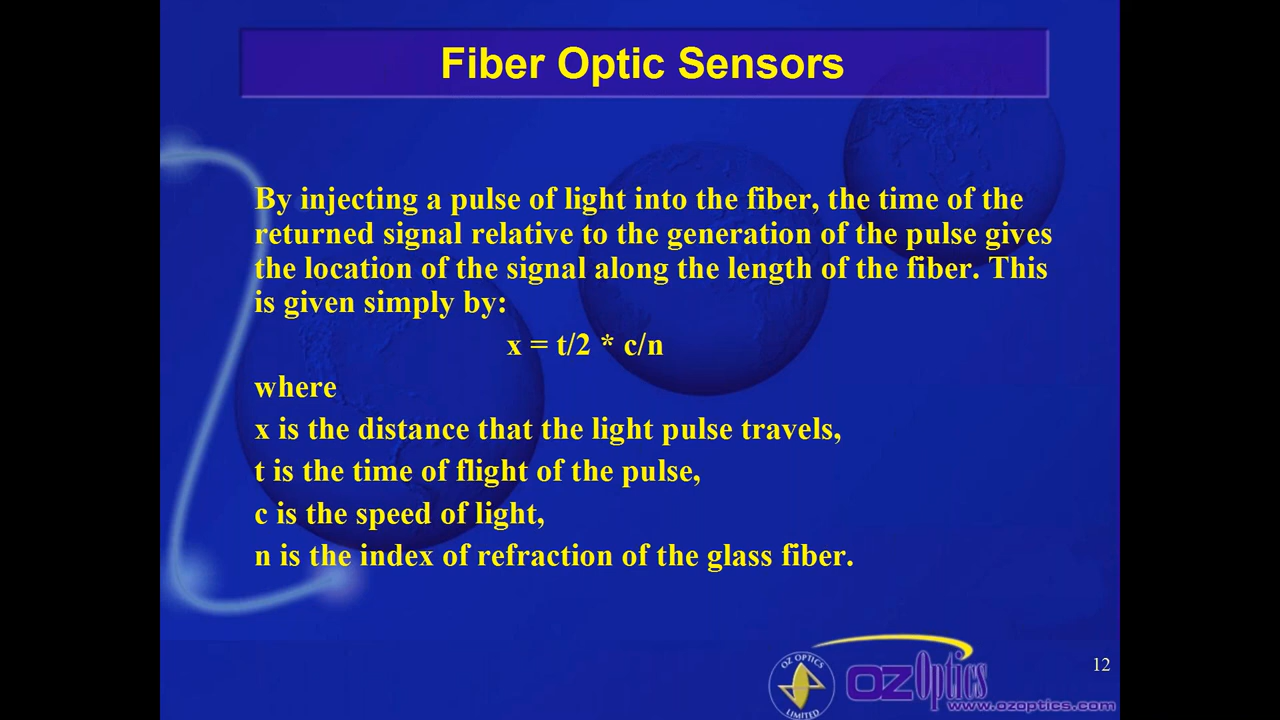 Fiber Optic Sensors
By injecting a pulse of light into the fiber, the time of the
returned signal relative to the generation of the pulse gives
the location of the signal along the length of the fiber. This
is given simply by:
x = t/2 * c/n
where
x is the distance that the light pulse travels,
t is the time of flight of the pulse,
c is the speed of light,
n is the index of refraction of the glass fiber.
12
OZ OPTICS
LIMITED
OZ Optics
www.ozoptics.com